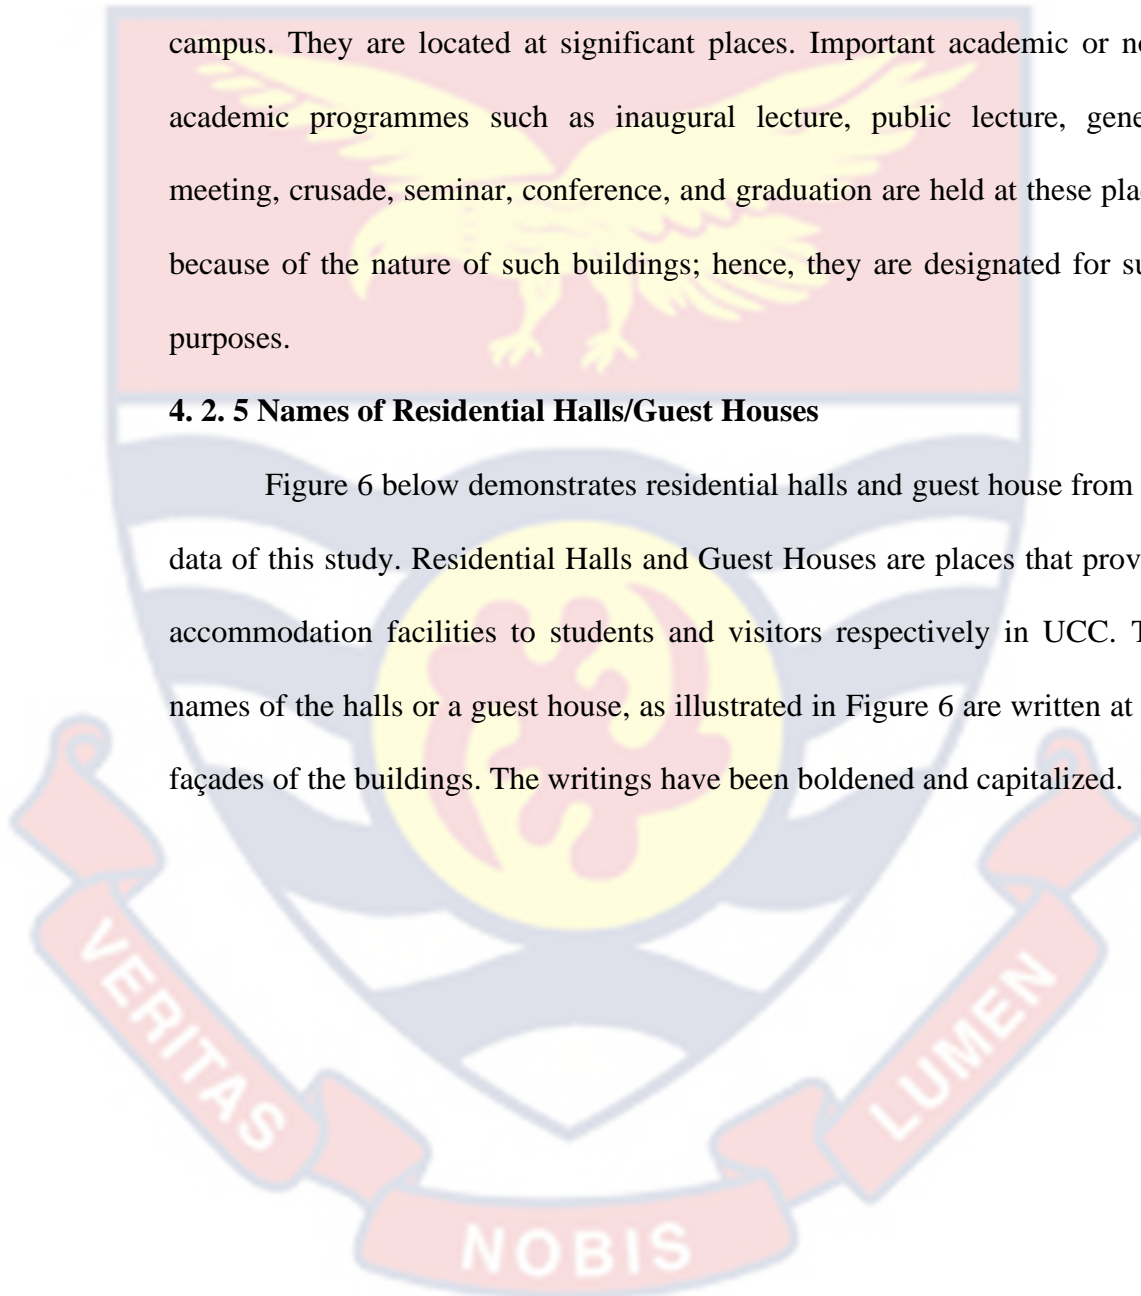 campus. They are located at significant places. Important academic or
academic programmes such as inaugural lecture, public lecture,
meeting, crusade, seminar, conference, and graduation are held at these
because of the nature of such buildings; hence, they are designated for
purposes.
4. 2. 5 Names of Residential Halls/Guest Houses
Figure 6 below demonstrates residential halls and guest house from
data of this study. Residential Halls and Guest Houses are places that
accommodation facilities to students and visitors respectively in UCC.
names of the halls or a guest house, as illustrated in Figure 6 are written at
façades of the buildings. The writings have been boldened and capitalized.
VERITAS
NOBIS
LUMEN